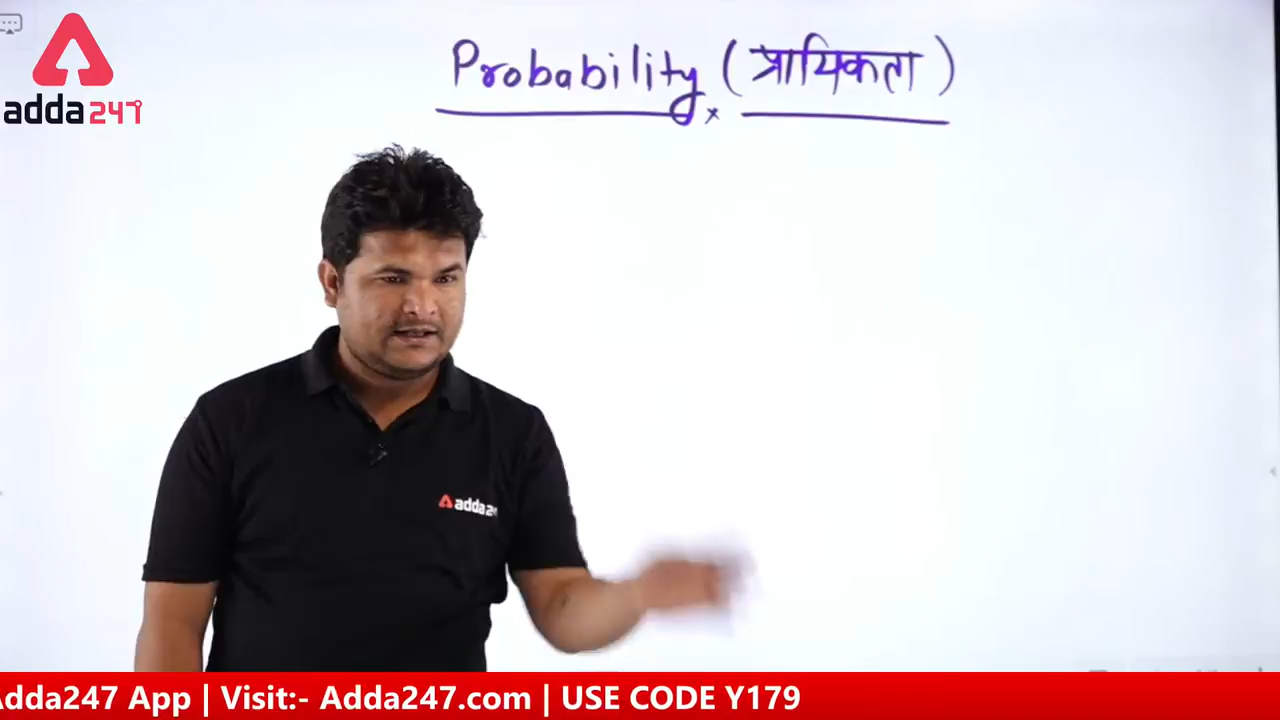 adda247
Probability (प्रायिकता)
adda247
Adda247 App | Visit:- Adda247.com | USE CODE Y179